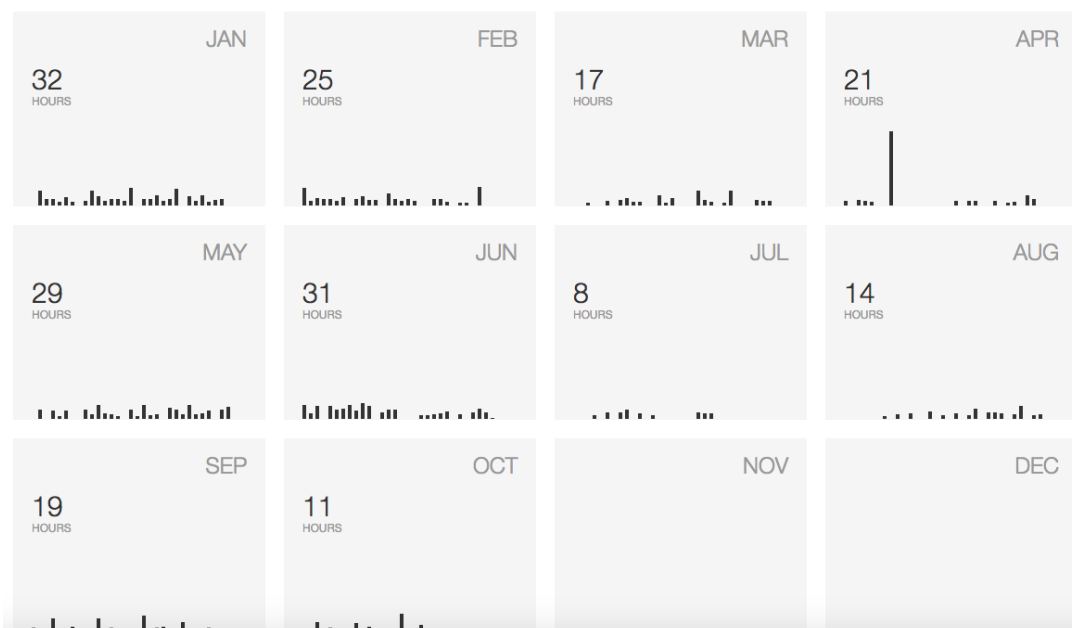 JAN
32
HOURS
FEB
25
HOURS
MAR
17
HOURS
APR
21
HOURS
MAY
29
HOURS
JUN
31
HOURS
JUL
8
HOURS
AUG
14
HOURS
SEP
19
HOURS
OCT
11
HOURS
NOV
DEC